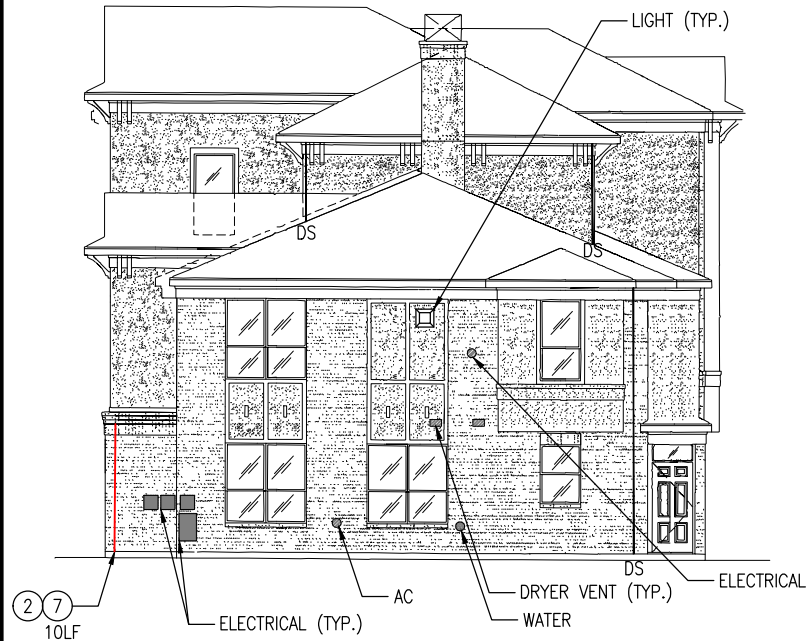 LIGHT (TYP.)
DS
DS
ELECTRICAL
DS
DRYER VENT (TYP.)
AC
2 7
WATER
ELECTRICAL (TYP.)
10LF